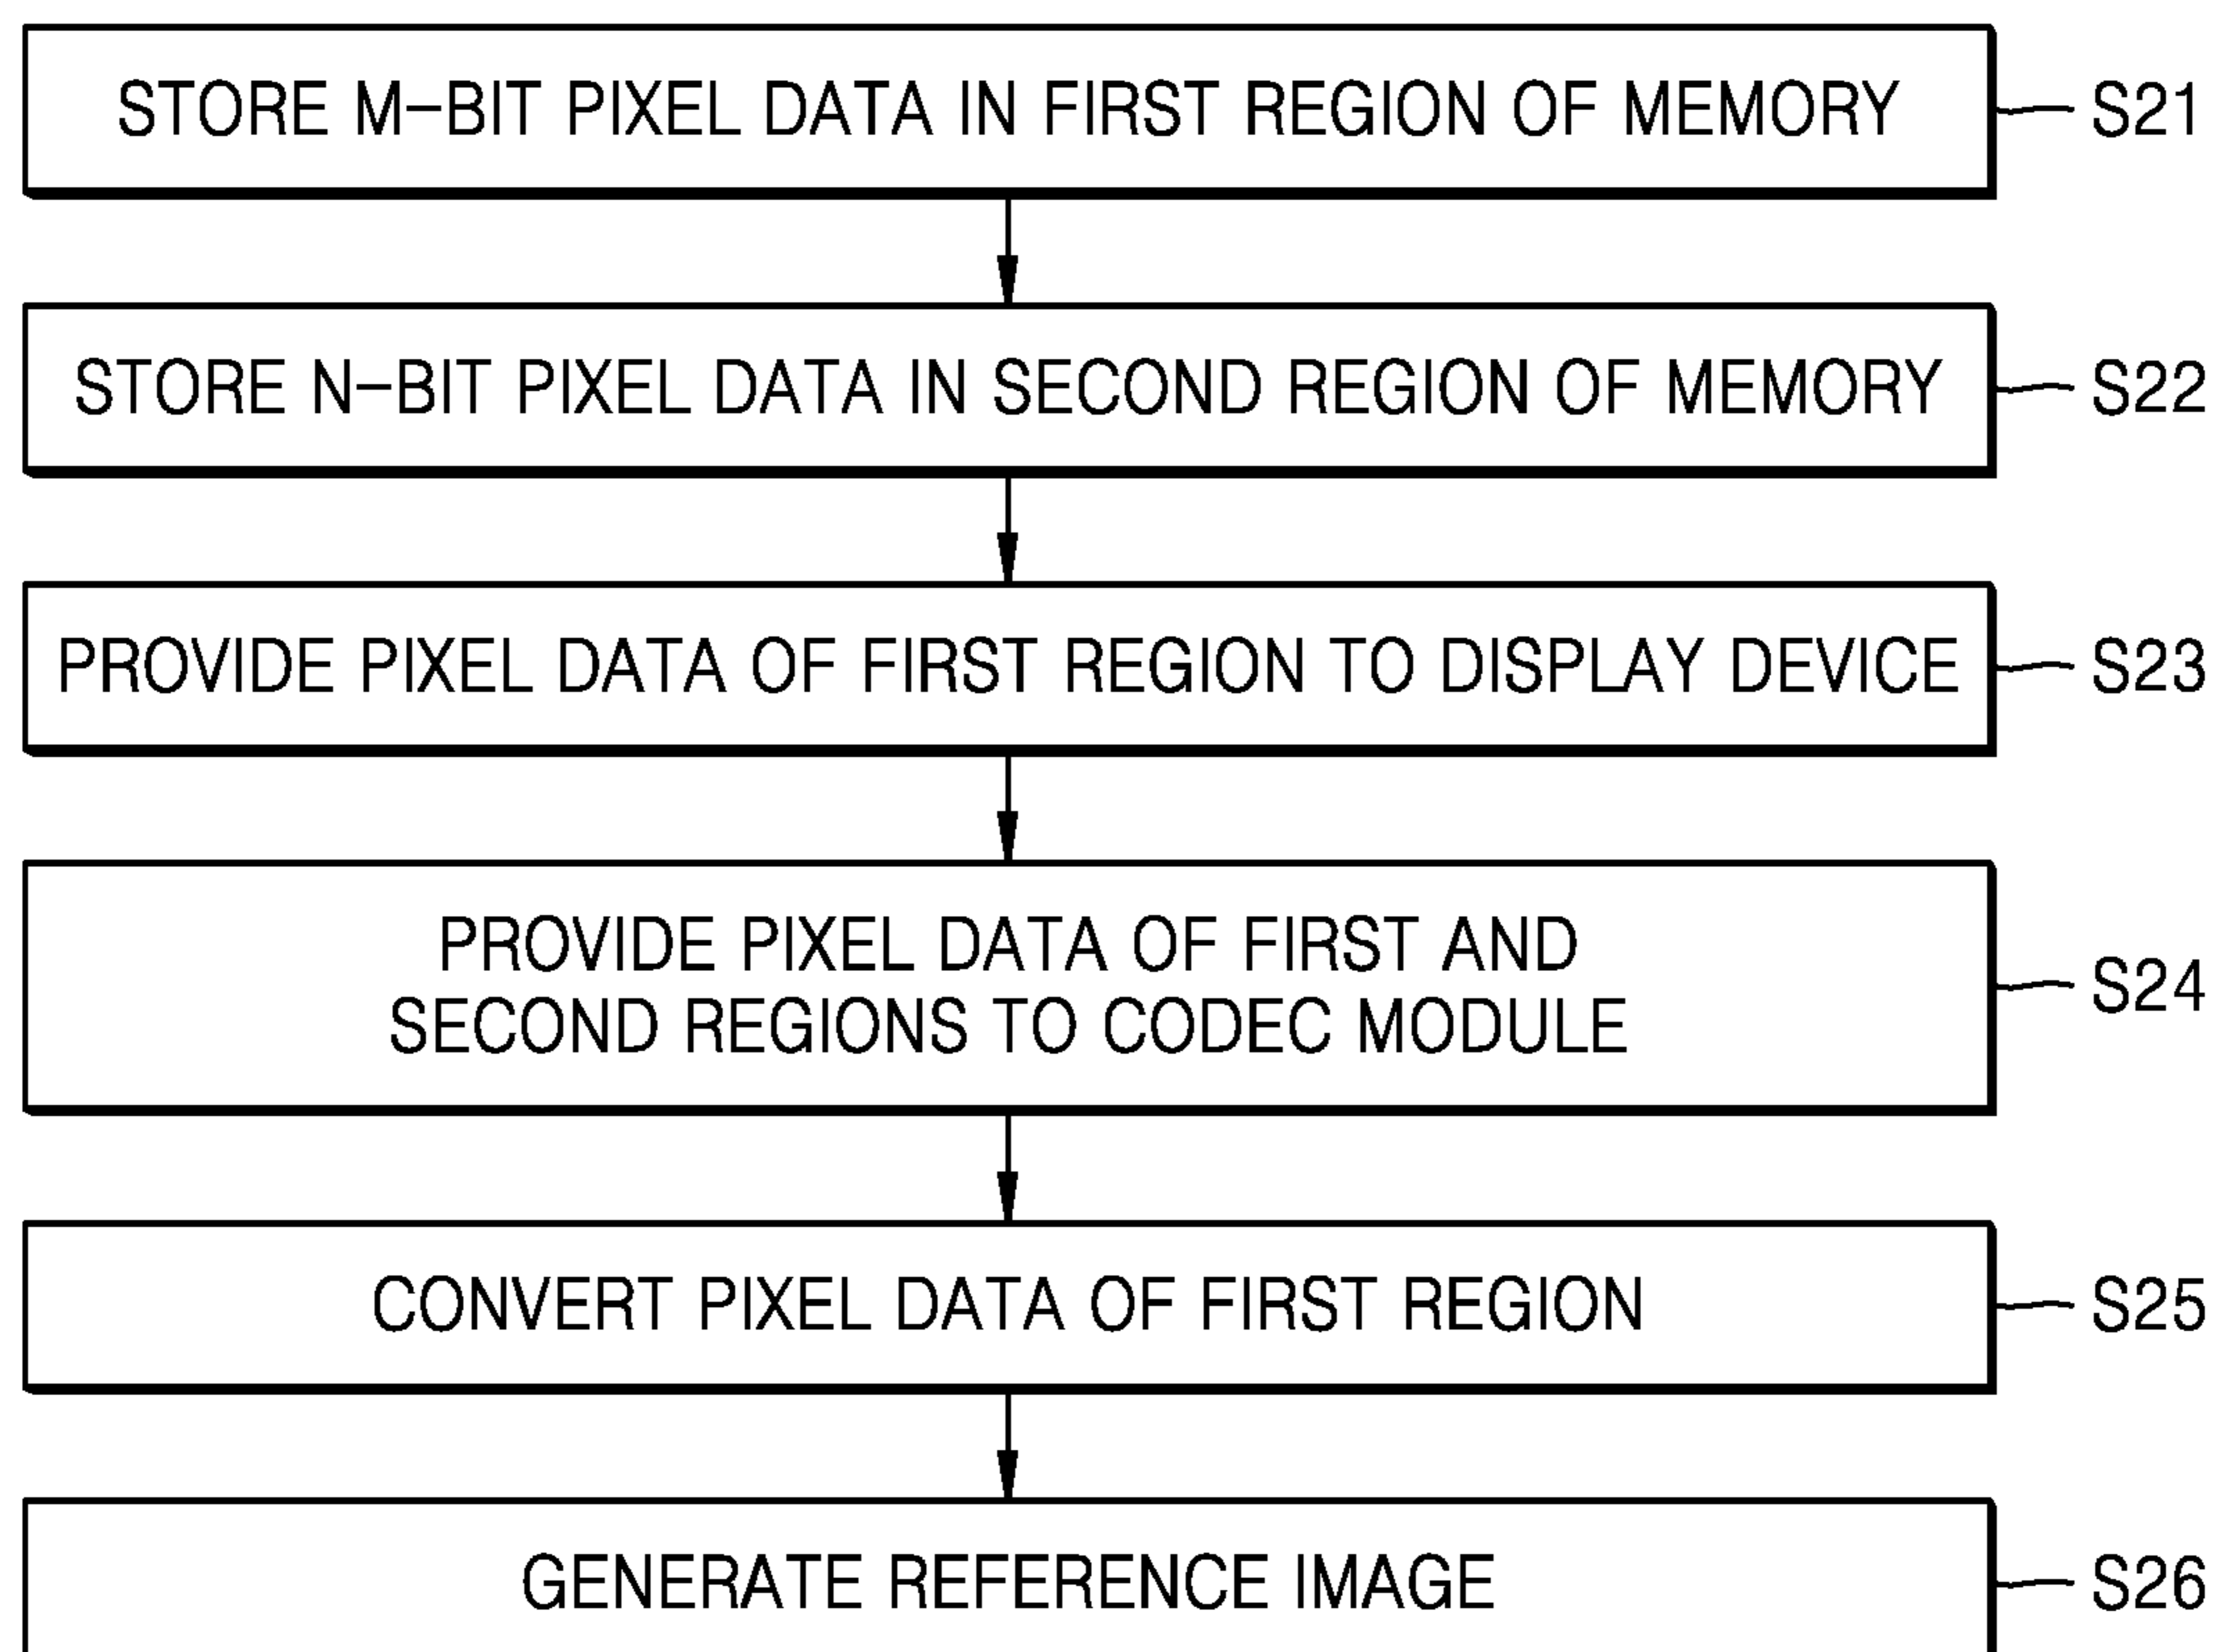 STORE M-BIT PIXEL DATA IN FIRST REGION OF MEMORY S21
STORE N-BIT PIXEL DATA IN SECOND REGION OF MEMORY S22
PROVIDE PIXEL DATA OF FIRST REGION TO DISPLAY DEVICE S23
PROVIDE PIXEL DATA OF FIRST AND
SECOND REGIONS TO CODEC MODULE
S24
CONVERT PIXEL DATA OF FIRST REGION S25
GENERATE REFERENCE IMAGE S26